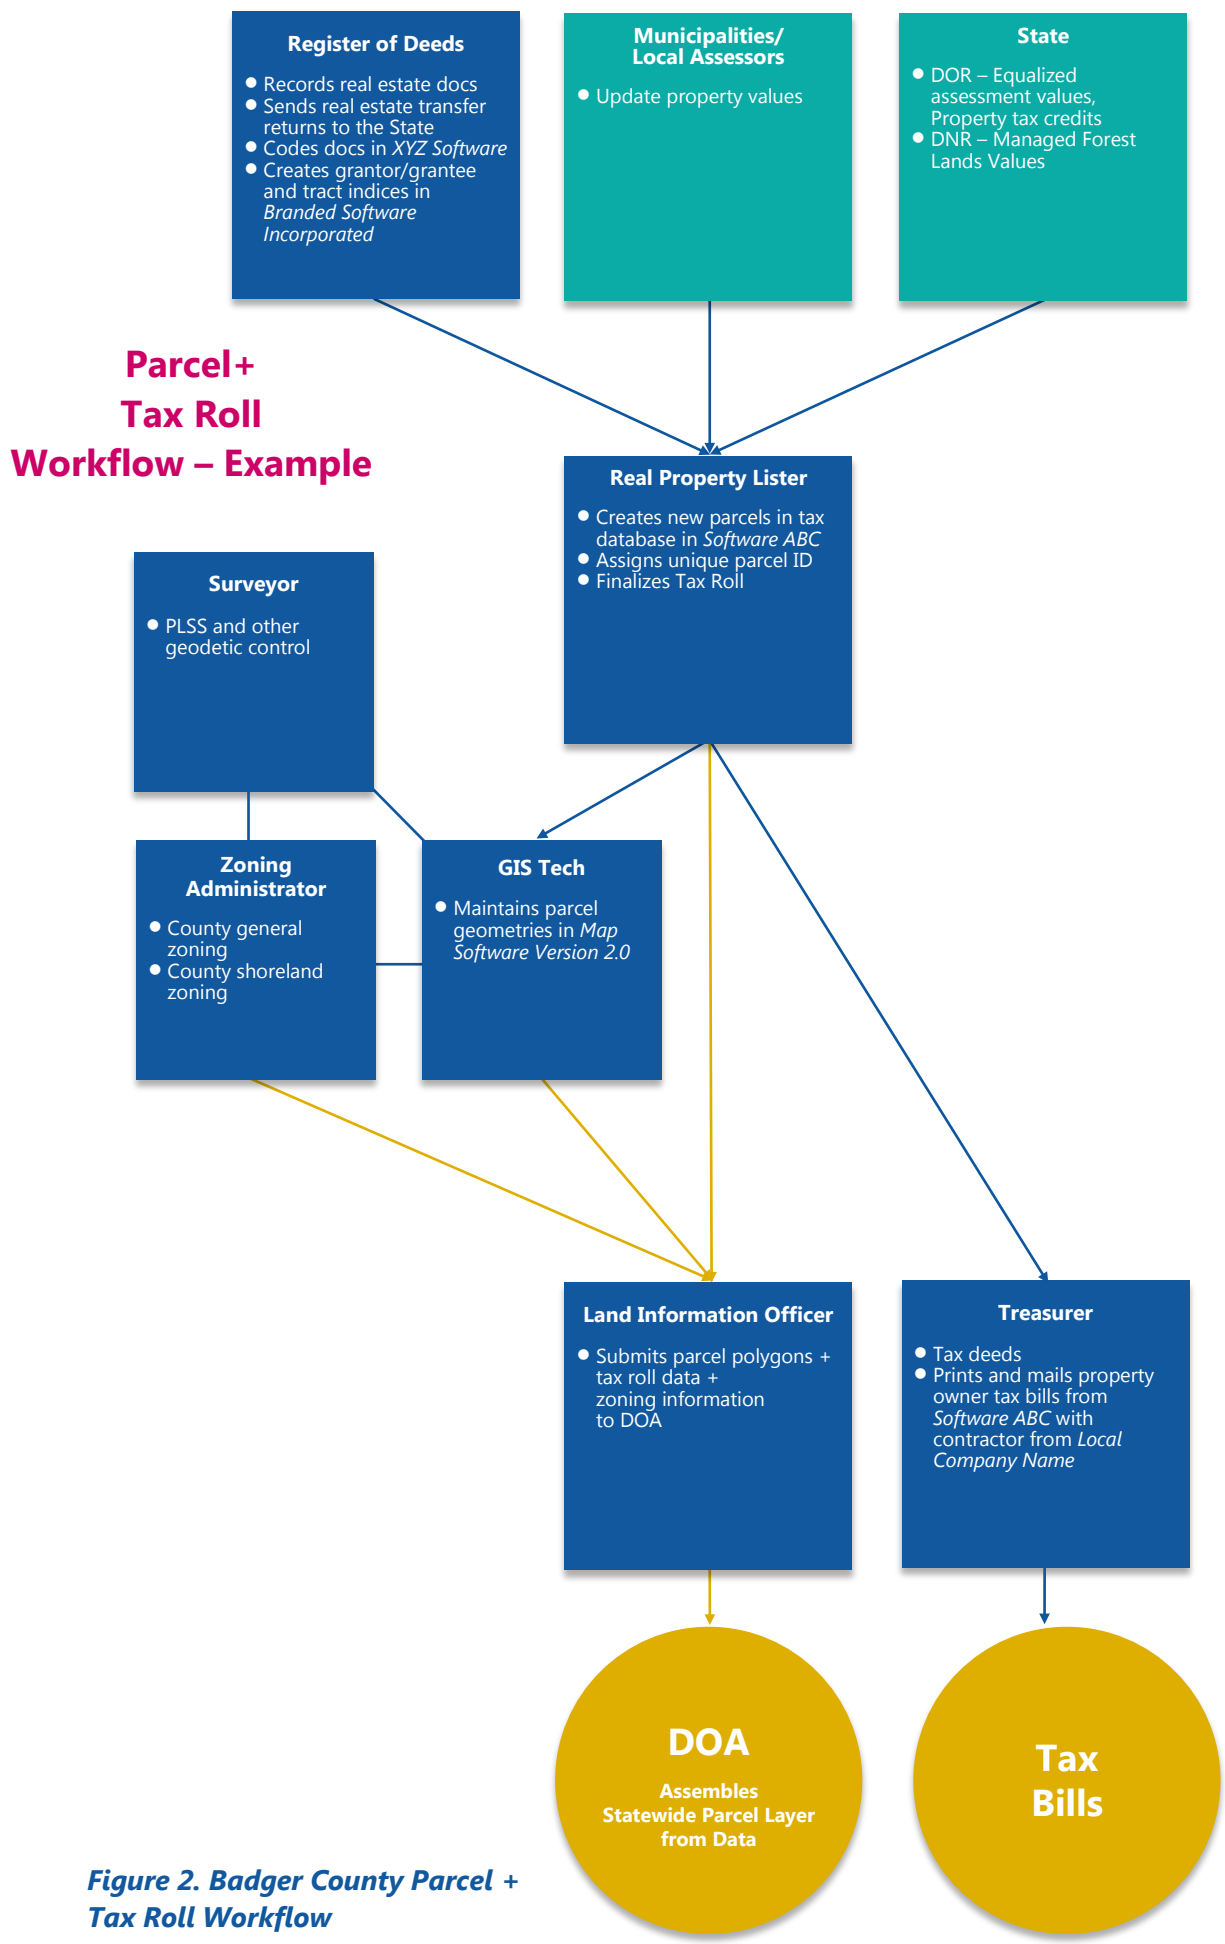 Register of Deeds
● Records real estate docs
● Sends real estate transfer
returns to the State
● Codes docs in XYZ Software
● Creates grantor/grantee
and tract indices in
Branded Software
Incorporated
Municipalities/
Local Assessors
● Update property values
State
● DOR – Equalized
assessment values,
Property tax credits
● DNR – Managed Forest
Lands Values
Parcel+
Tax Roll
Workflow – Example
Real Property Lister
● Creates new parcels in tax
database in Software ABC
● Assigns unique parcel ID
● Finalizes Tax Roll
Surveyor
● PLSS and other
geodetic control
Zoning
Administrator
● County general
zoning
● County shoreland
zoning
GIS Tech
● Maintains parcel
geometries in Map
Software Version 2.0
Land Information Officer
● Submits parcel polygons +
tax roll data +
zoning information
to DOA
Treasurer
● Tax deeds
● Prints and mails property
owner tax bills from
Software ABC with
contractor from Local
Company Name
DOA
Assembles
Statewide Parcel Layer
from Data
Tax
Bills
Figure 2. Badger County Parcel +
Tax Roll Workflow